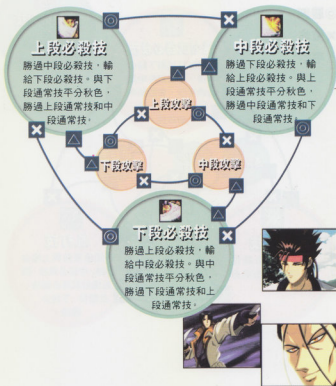 上段必殺技
勝過中段必殺技，輸
給下段必殺技。與下
段通常技平分秋色，
勝過上段通常技和中
段通常技。
中段必殺技
勝過下段必殺技，輸
給上段必殺技。與上
段通常技平分秋色，
勝過中段通常技和下
段通常技。
上段攻擊
下段攻擊
中段攻擊
下段必殺技
勝過上段必殺技，輸
給中段必殺技。與中
段通常技平分秋色，
勝過下段通常技和上
段通常技。